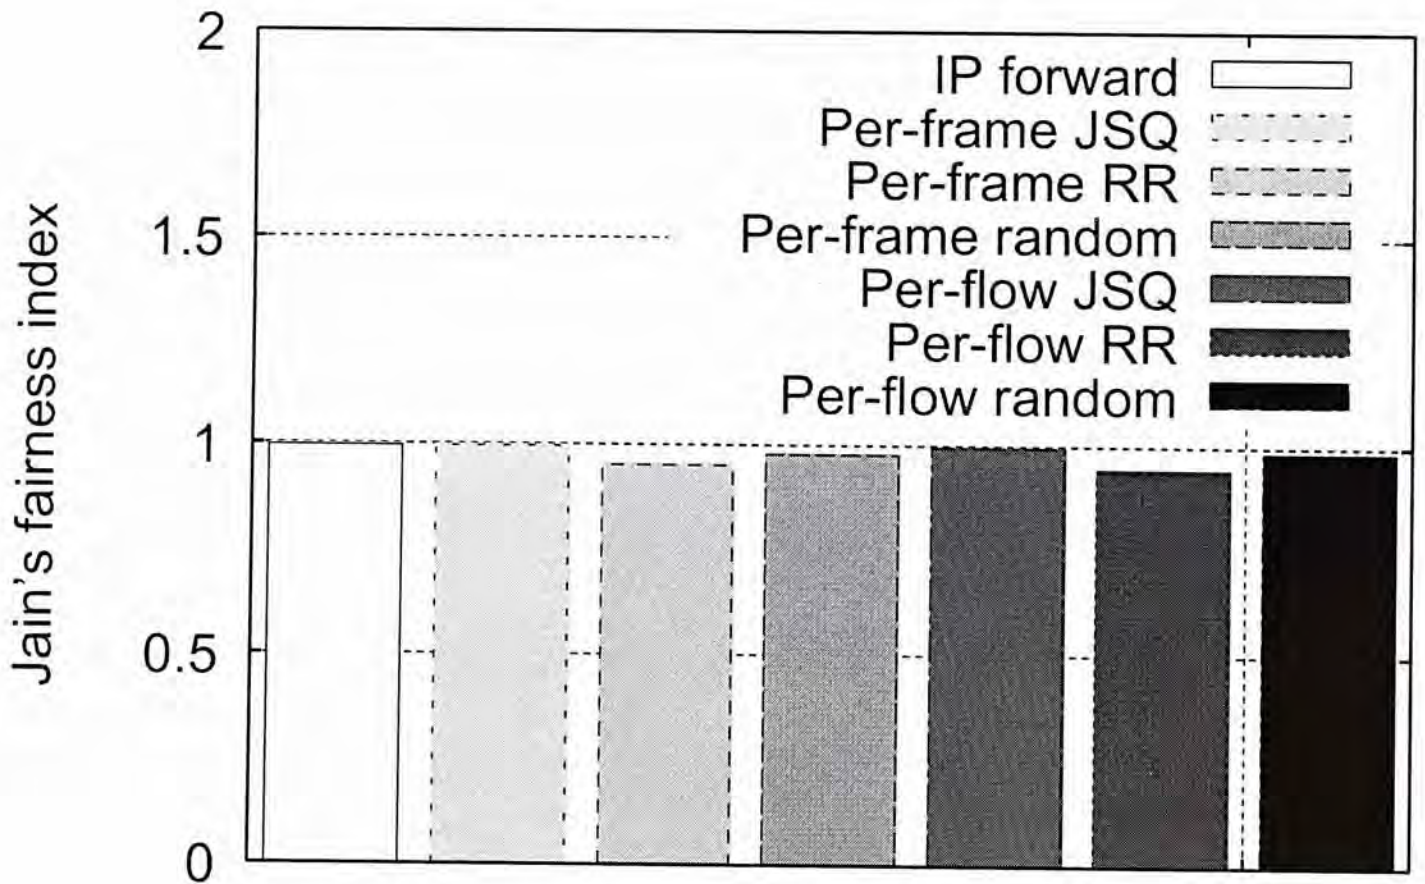 2
1.5
1
0.5
0
Jain's fairness index
IP forward
Per-frame JSQ
Per-frame RR
Per-frame random
Per-flow JSQ
Per-flow RR
Per-flow random